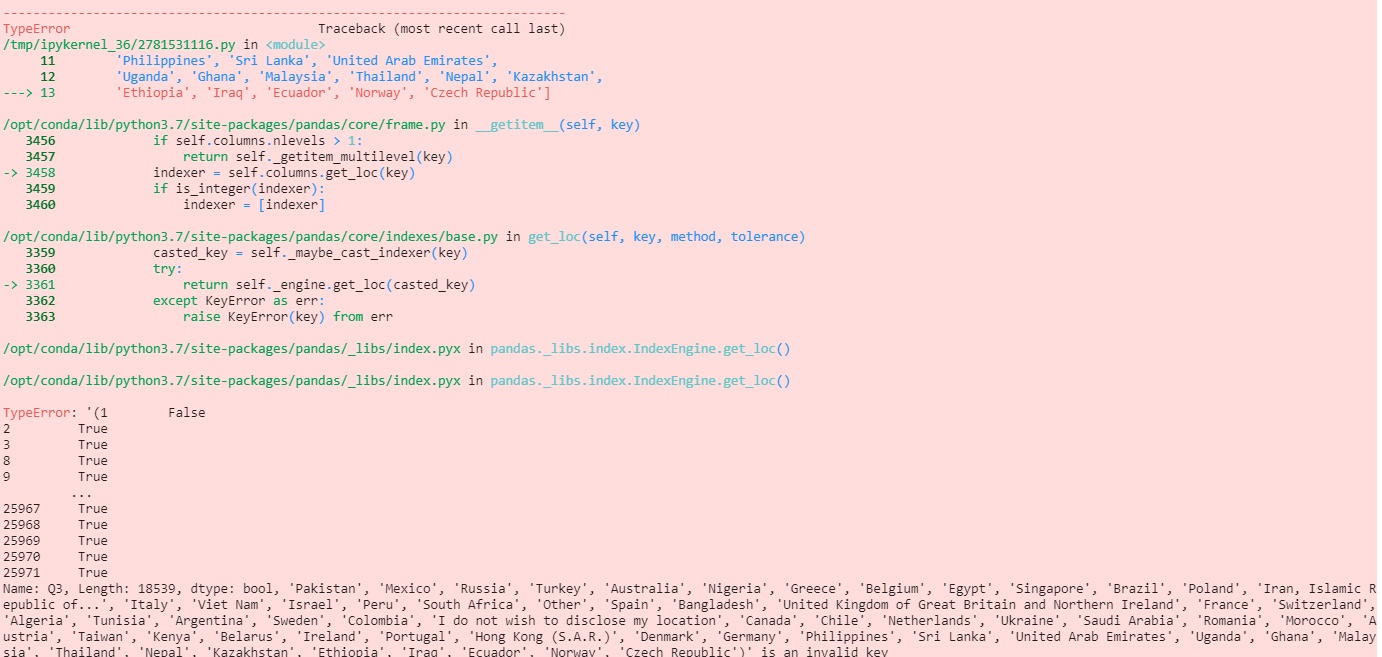 ---------------------------------------------------------------------------
TypeError                                 Traceback (most recent call last)
/tmp/ipykernel_36/2781531116.py in <module>
     11         'Philippines', 'Sri Lanka', 'United Arab Emirates',
     12         'Uganda', 'Ghana', 'Malaysia', 'Thailand', 'Nepal', 'Kazakhstan',
---> 13         'Ethiopia', 'Iraq', 'Ecuador', 'Norway', 'Czech Republic']
/opt/conda/lib/python3.7/site-packages/pandas/core/frame.py in __getitem__(self, key)
   3456             if self.columns.nlevels > 1:
   3457                 return self._getitem_multilevel(key)
-> 3458             indexer = self.columns.get_loc(key)
   3459             if is_integer(indexer):
   3460                 indexer = [indexer]
/opt/conda/lib/python3.7/site-packages/pandas/core/indexes/base.py in get_loc(self, key, method, tolerance)
   3359             casted_key = self._maybe_cast_indexer(key)
   3360             try:
-> 3361                 return self._engine.get_loc(casted_key)
   3362             except KeyError as err:
   3363                 raise KeyError(key) from err
/opt/conda/lib/python3.7/site-packages/pandas/_libs/index.pyx in pandas._libs.index.IndexEngine.get_loc()
/opt/conda/lib/python3.7/site-packages/pandas/_libs/index.pyx in pandas._libs.index.IndexEngine.get_loc()
TypeError: '(1        False
2         True
3         True
8         True
9         True
         ...
25967     True
25968     True
25969     True
25970     True
25971     True
Name: Q3, Length: 18539, dtype: bool, 'Pakistan', 'Mexico', 'Russia', 'Turkey', 'Australia', 'Nigeria', 'Greece', 'Belgium', 'Egypt', 'Singapore', 'Brazil', 'Poland', 'Iran, Islamic R
epublic of...', 'Italy', 'Viet Nam', 'Israel', 'Peru', 'South Africa', 'Other', 'Spain', 'Bangladesh', 'United Kingdom of Great Britain and Northern Ireland', 'France', 'Switzerland',
'Algeria', 'Tunisia', 'Argentina', 'Sweden', 'Colombia', 'I do not wish to disclose my location', 'Canada', 'Chile', 'Netherlands', 'Ukraine', 'Saudi Arabia', 'Romania', 'Morocco', 'A
ustria', 'Taiwan', 'Kenya', 'Belarus', 'Ireland', 'Portugal', 'Hong Kong (S.A.R.)', 'Denmark', 'Germany', 'Philippines', 'Sri Lanka', 'United Arab Emirates', 'Uganda', 'Ghana', 'Malay
sia', 'Thailand', 'Nepal', 'Kazakhstan', 'Ethiopia', 'Iraq', 'Ecuador', 'Norway', 'Czech Republic')' is an invalid key